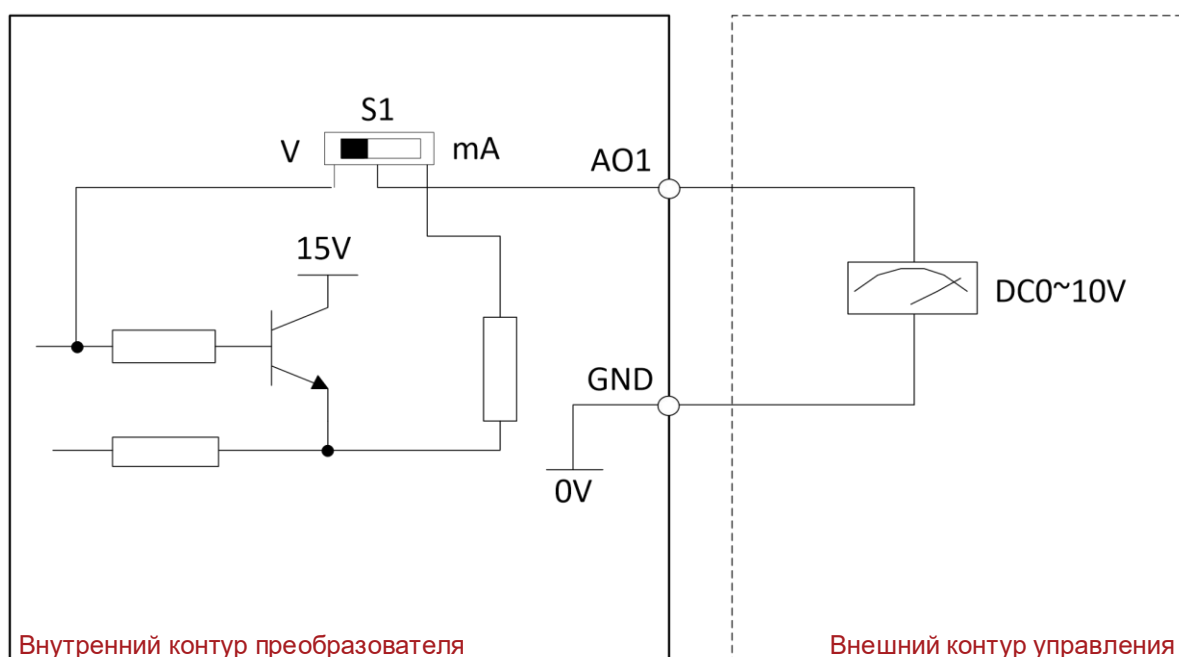 S1
V
mA
AO1
15V
DC0~10V
GND
0V
Внутренний контур преобразователя
Внешний контур управления